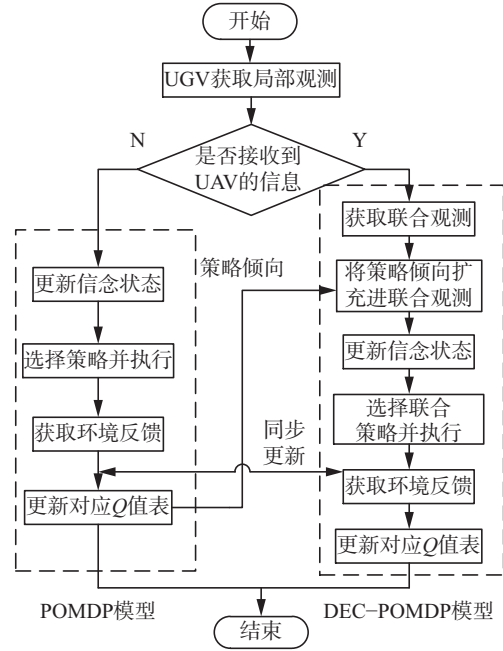 开始
UGV获取局部观测
N
Y
是否接收到
UAV的信息
获取联合观测
更新信念状态
策略倾向
将策略倾向扩
充进联合观测
选择策略并执行
更新信念状态
获取环境反馈
同步
更新
选择联合
策略并执行
获取环境反馈
更新对应Q值表
更新对应Q值表
POMDP模型
DEC−POMDP模型
结束